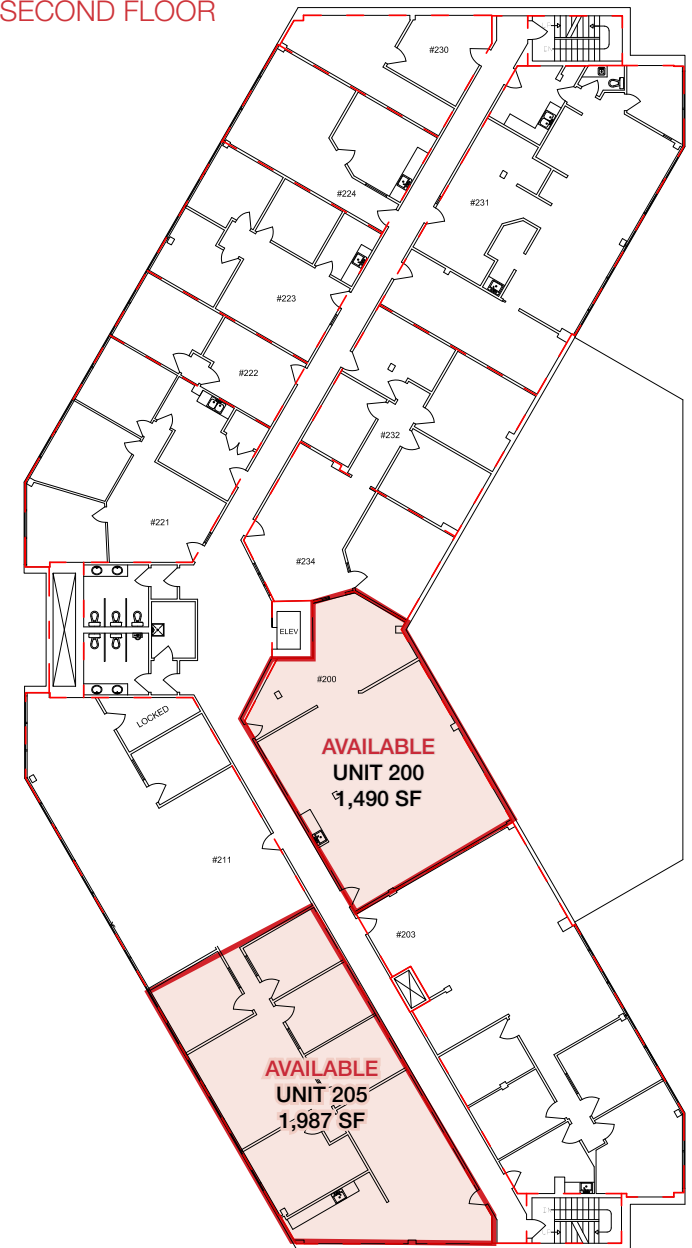 SECOND FLOOR
#230
#224
#231
#223
#222
#232
#221
#234
ELEV
#200
LOCKED
AVAILABLE
UNIT 200
1,490 SF
#211
#203
AVAILABLE
UNIT 205
1,987 SF